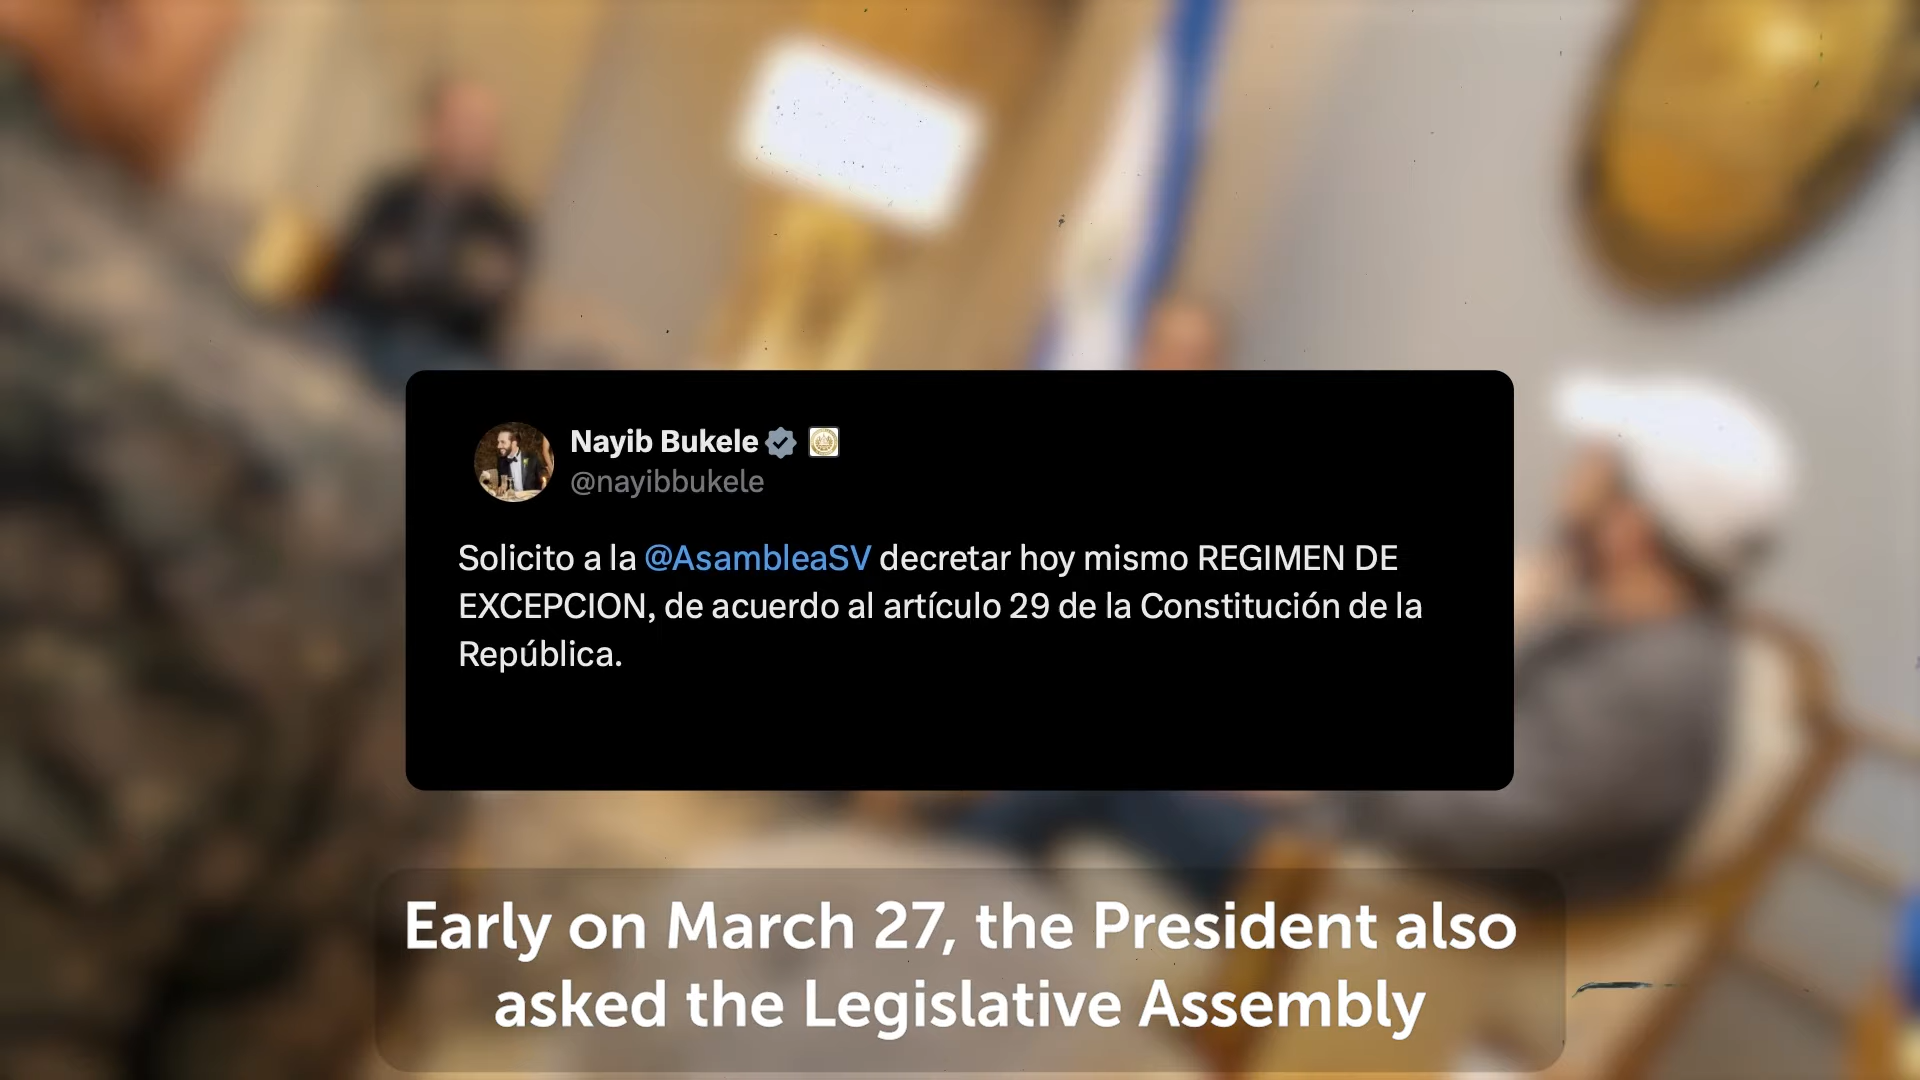 Nayib Bukele
@nayibbukele
Solicito a la @AsambleaSV decretar hoy mismo REGIMEN DE
EXCEPCION, de acuerdo al artículo 29 de la Constitución de la
República.
Early on March 27, the President also
asked the Legislative Assembly